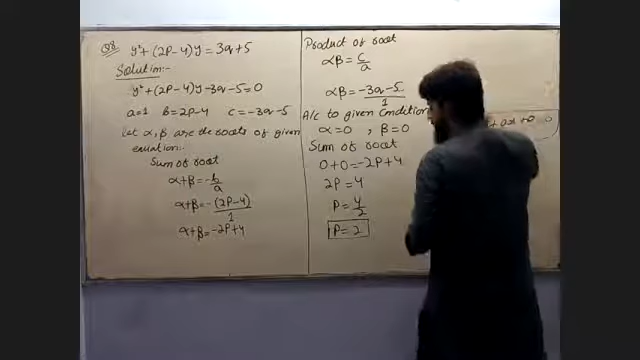 Q8 y²+(2P-4)y=3q+5
Solution:-
y²+(2P-4)y-3q-5=0
a=1 b=2P-4 c=-3q-5
Let α,β are the roots of given
equation:-
Sum of root
α+β=-b/a
α+β=-(2P-4)/1
α+β=-2P+4
Product of root
αβ=c/a
αβ=-3q-5/1
A/c to given condition
α=0 , β=0
Sum of root
0+0=-2P+4
2P=4
P=4/2
P=2